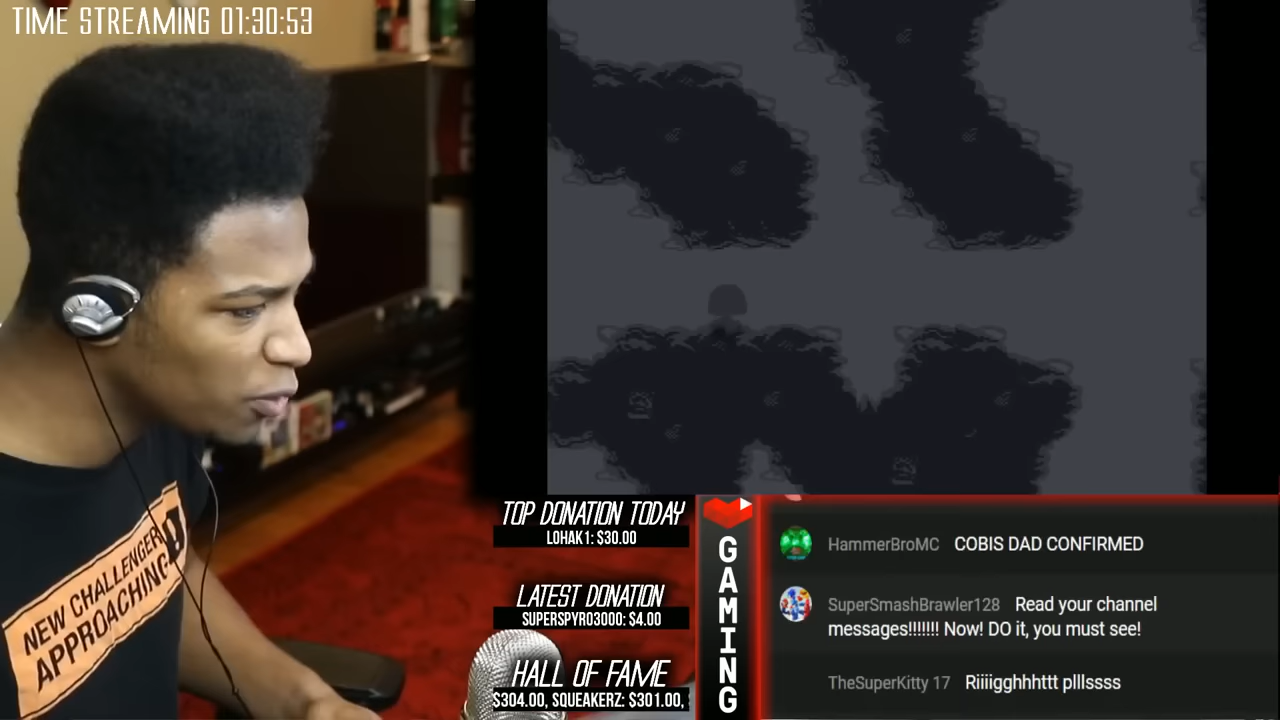 TIME STREAMING 01:30:53
NEW CHALLENGER
APPROACHING!
TOP DONATION TODAY
LOHAK1: $30.00
LATEST DONATION
SUPERSPYRO3000: $4.00
HALL OF FAME
$304.00, SQUEAKERZ: $301.00,
GAMING
HammerBroMC COBIS DAD CONFIRMED
SuperSmashBrawler128 Read your channel
messages!!!!!!! Now! DO it, you must see!
TheSuperKitty 17 Riiiigghhhttt plllssss